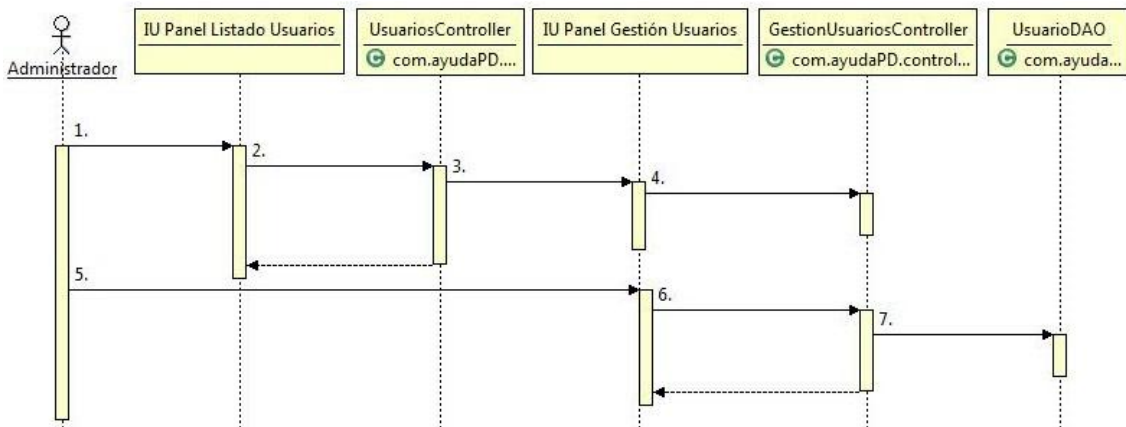 IU Panel Listado Usuarios
UsuariosController
com.ayudaPD....
IU Panel Gestión Usuarios
GestionUsuariosController
com.ayudaPD.control...
UsuarioDAO
com.ayuda...
Administrador
1.
2.
3.
4.
5.
6.
7.